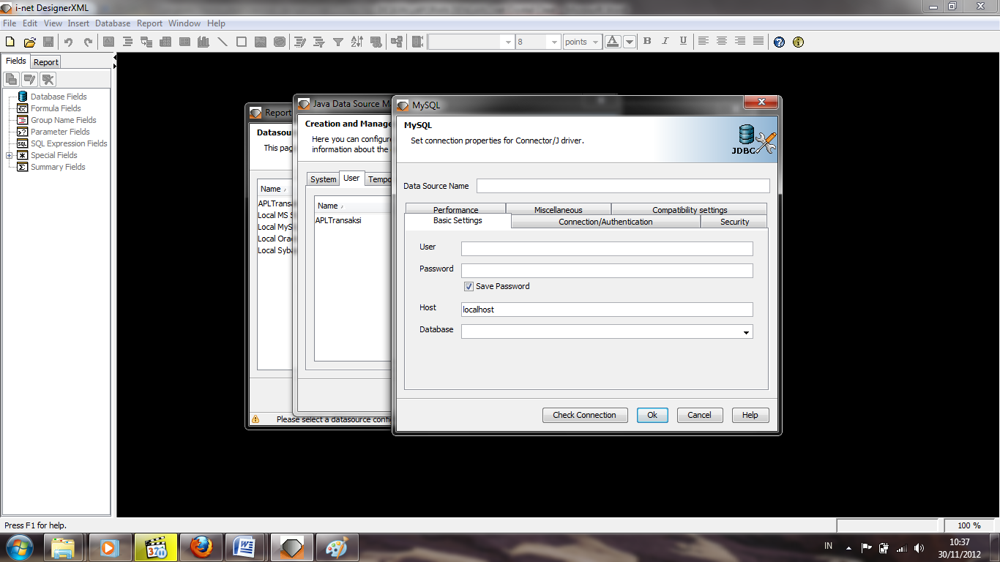 i-net DesignerXML
File Edit View Insert Database Report Window Help
8 points A B I U
Fields Report
Database Fields
Formula Fields
Group Name Fields
Parameter Fields
SQL Expression Fields
Special Fields
Summary Fields
Report
This pag
Name
APLTransa
Local MS S
Local MyS
Local Orac
Local Syba
Please select a datasource confi
Java Data Source M
Creation and Manage
Here you can configure
information about the
System User Tempo
Name
APLTransaksi
MySQL
MySQL
Set connection properties for Connector/J driver.
JDBC
Data Source Name
Performance Miscellaneous Compatibility settings
Basic Settings Connection/Authentication Security
User
Password
Save Password
Host localhost
Database
Check Connection Ok Cancel Help
Press F1 for help.
100 %
IN
10:37
30/11/2012